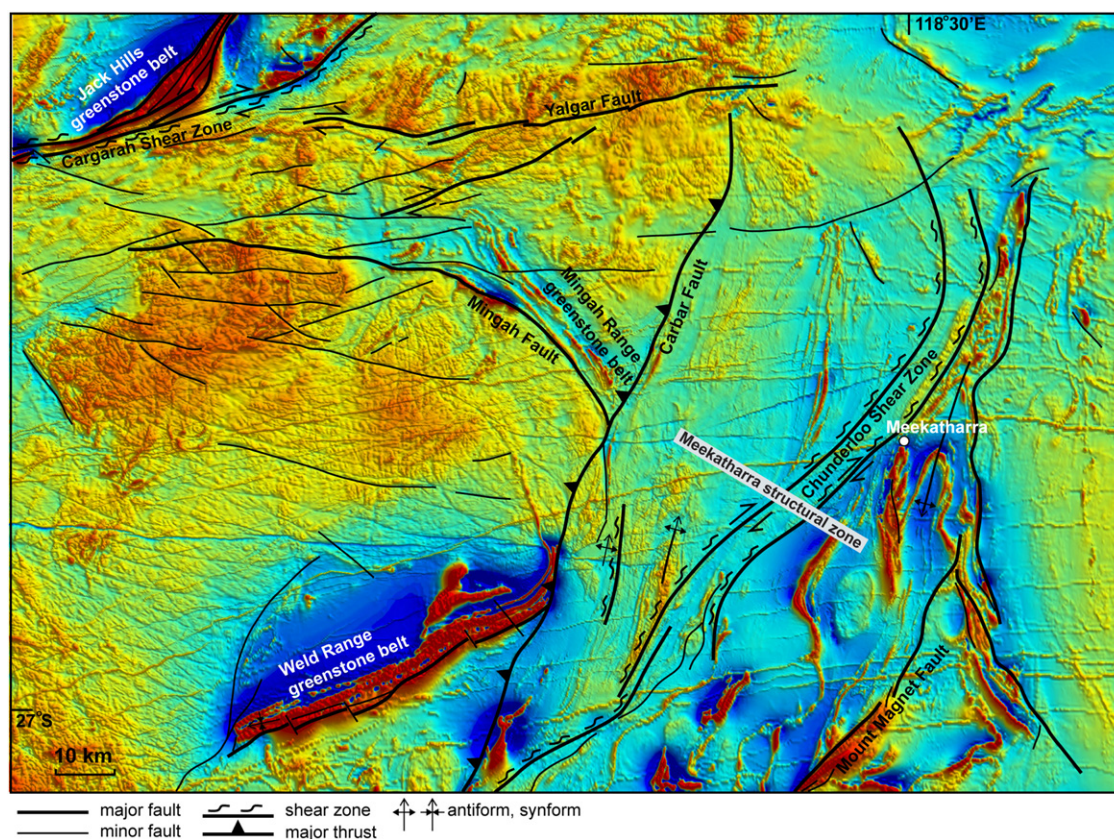 118°30'E
Jack Hills
greenstone belt
Cargarah Shear Zone
Yalgar Fault
Mingah Range
greenstone belt
Mingah Fault
Carbar Fault
Chunderloo Shear Zone
Meekatharra
Meekatharra structural zone
Weld Range
greenstone belt
Mount Magnet Fault
27°S
10 km
major fault
shear zone
antiform, synform
minor fault
major thrust